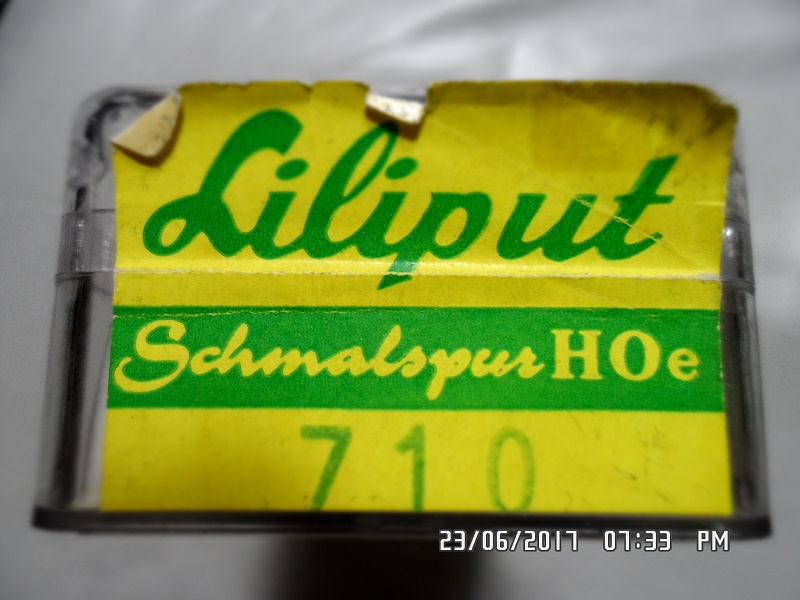 Liliput
Schmalspur HOe
710
23/06/2017 07:33 PM